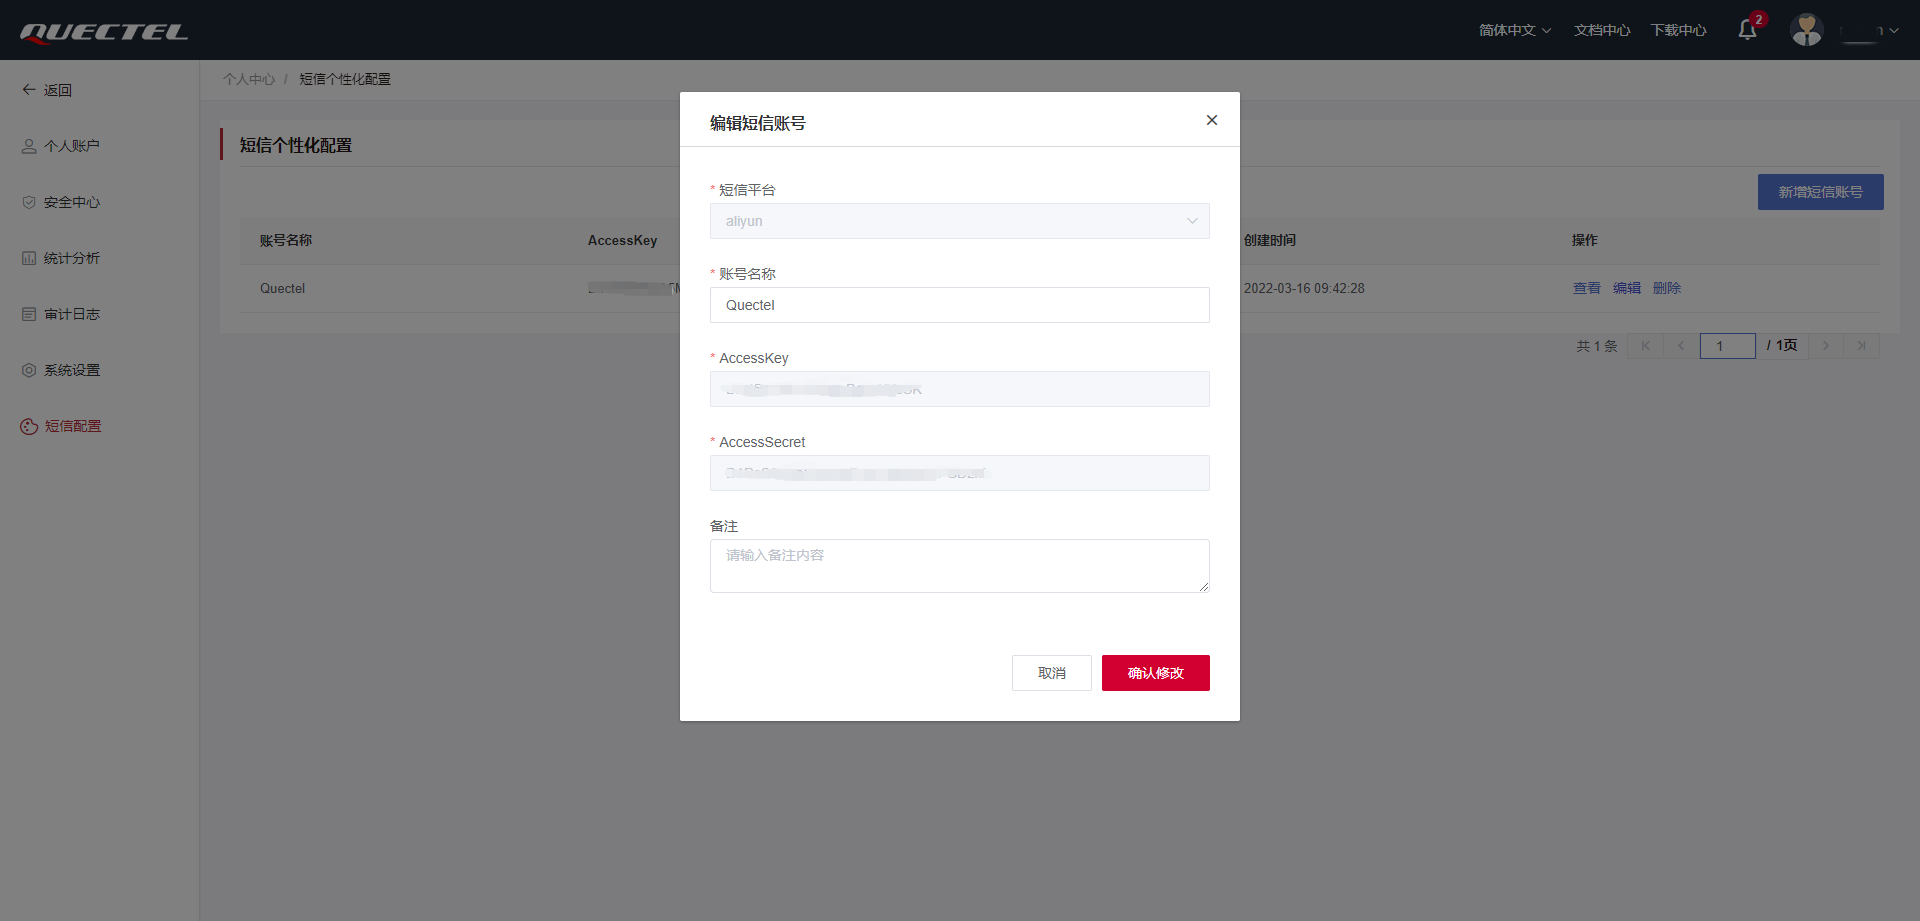 QUECTEL
简体中文
文档中心
下载中心
2
返回
个人账户
安全中心
统计分析
审计日志
系统设置
短信配置
个人中心 / 短信个性化配置
短信个性化配置
新增短信账号
账号名称 AccessKey 创建时间 操作
Quectel 2022-03-16 09:42:28 查看 编辑 删除
共 1 条 1 / 1页
编辑短信账号
* 短信平台
aliyun
* 账号名称
Quectel
* AccessKey
* AccessSecret
备注
请输入备注内容
取消 确认修改